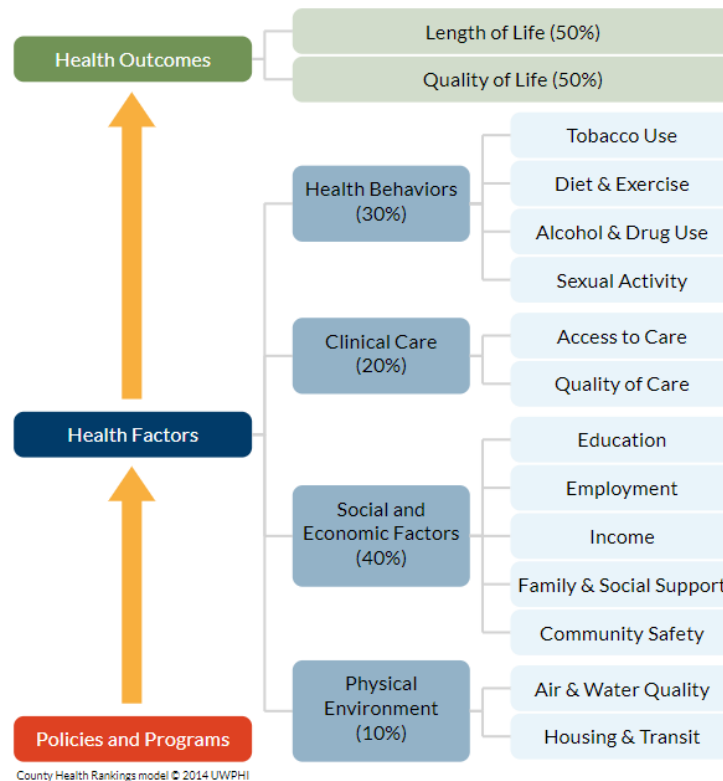 Health Outcomes
Length of Life (50%)
Quality of Life (50%)
Health Factors
Health Behaviors
(30%)
Tobacco Use
Diet & Exercise
Alcohol & Drug Use
Sexual Activity
Clinical Care
(20%)
Access to Care
Quality of Care
Social and
Economic Factors
(40%)
Education
Employment
Income
Family & Social Support
Community Safety
Physical
Environment
(10%)
Air & Water Quality
Housing & Transit
Policies and Programs
County Health Rankings model © 2014 UWPHI